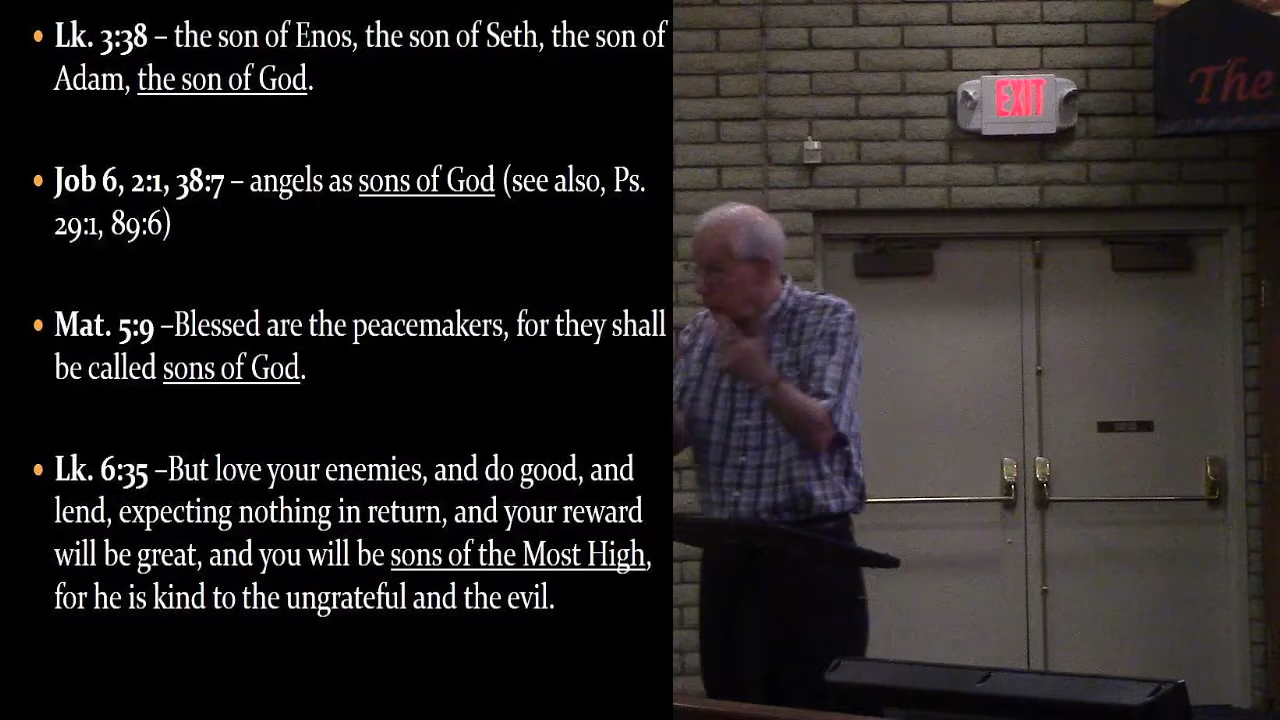 • Lk. 3:38 – the son of Enos, the son of Seth, the son of
Adam, the son of God.
• Job 6, 2:1, 38:7 – angels as sons of God (see also, Ps.
29:1, 89:6)
• Mat. 5:9 –Blessed are the peacemakers, for they shall
be called sons of God.
• Lk. 6:35 –But love your enemies, and do good, and
lend, expecting nothing in return, and your reward
will be great, and you will be sons of the Most High,
for he is kind to the ungrateful and the evil.
EXIT
The